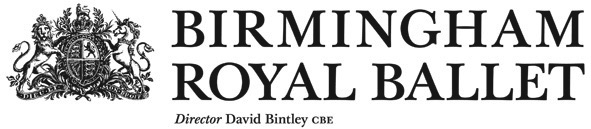 BIRMINGHAM
ROYAL BALLET
Director David Bintley CBE